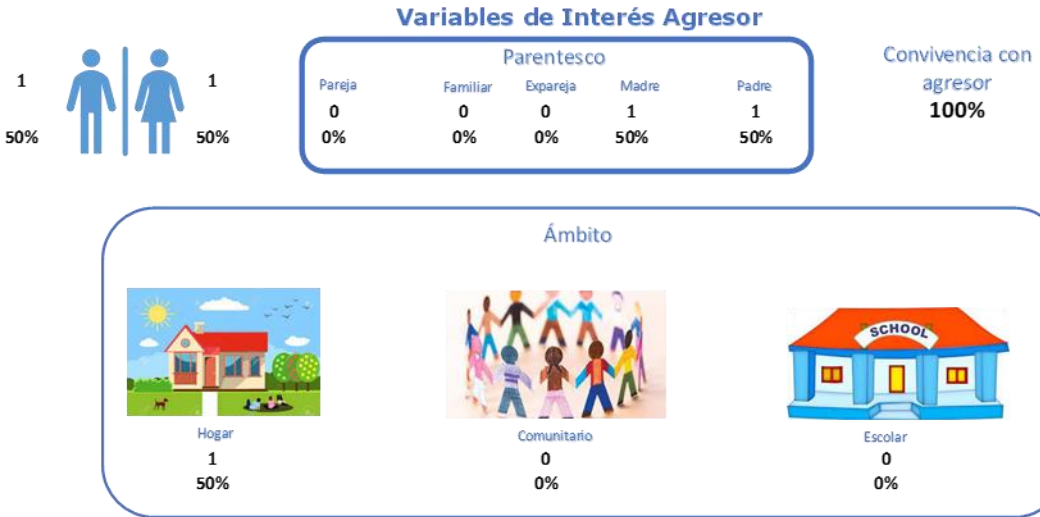 Variables de Interés Agresor
1
50%
1
50%
Parentesco
Pareja Familiar Expareja Madre Padre
0 0 0 1 1
0% 0% 0% 50% 50%
Convivencia con
agresor
100%
Ámbito
SCHOOL
Hogar Comunitario Escolar
1 0 0
50% 0% 0%